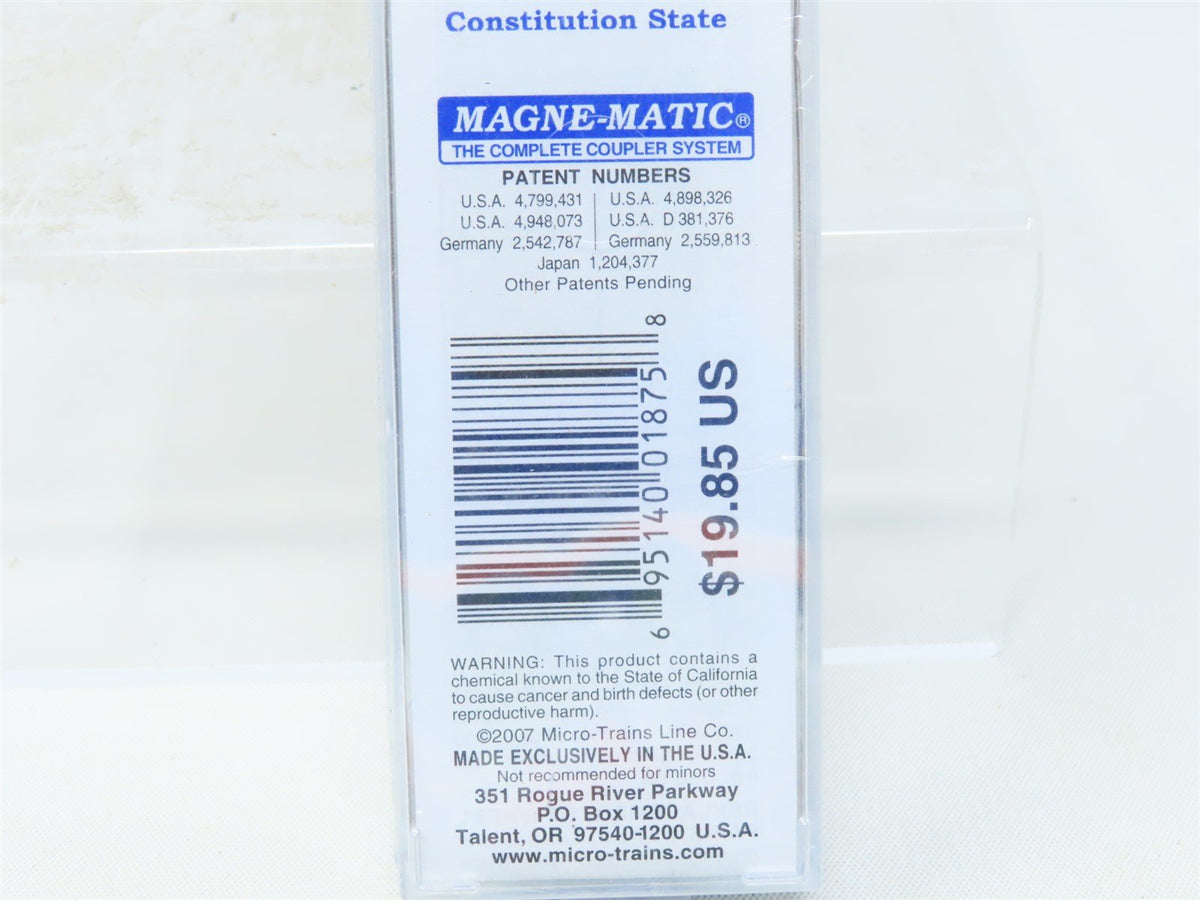 Constitution State
MAGNE-MATIC®
THE COMPLETE COUPLER SYSTEM
PATENT NUMBERS
U.S.A. 4,799,431 U.S.A. 4,898,326
U.S.A. 4,948,073 U.S.A. D 381,376
Germany 2,542,787 Germany 2,559,813
Japan 1,204,377
Other Patents Pending
6 95140 01875 8
$19.85 US
WARNING: This product contains a
chemical known to the State of California
to cause cancer and birth defects (or other
reproductive harm).
©2007 Micro-Trains Line Co.
MADE EXCLUSIVELY IN THE U.S.A.
Not recommended for minors
351 Rogue River Parkway
P.O. Box 1200
Talent, OR 97540-1200 U.S.A.
www.micro-trains.com